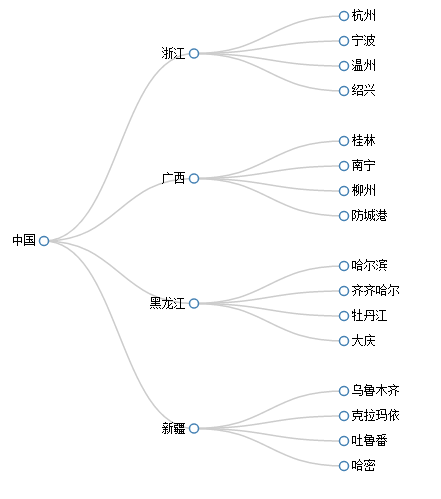 中国
浙江
杭州
宁波
温州
绍兴
广西
桂林
南宁
柳州
防城港
黑龙江
哈尔滨
齐齐哈尔
牡丹江
大庆
新疆
乌鲁木齐
克拉玛依
吐鲁番
哈密